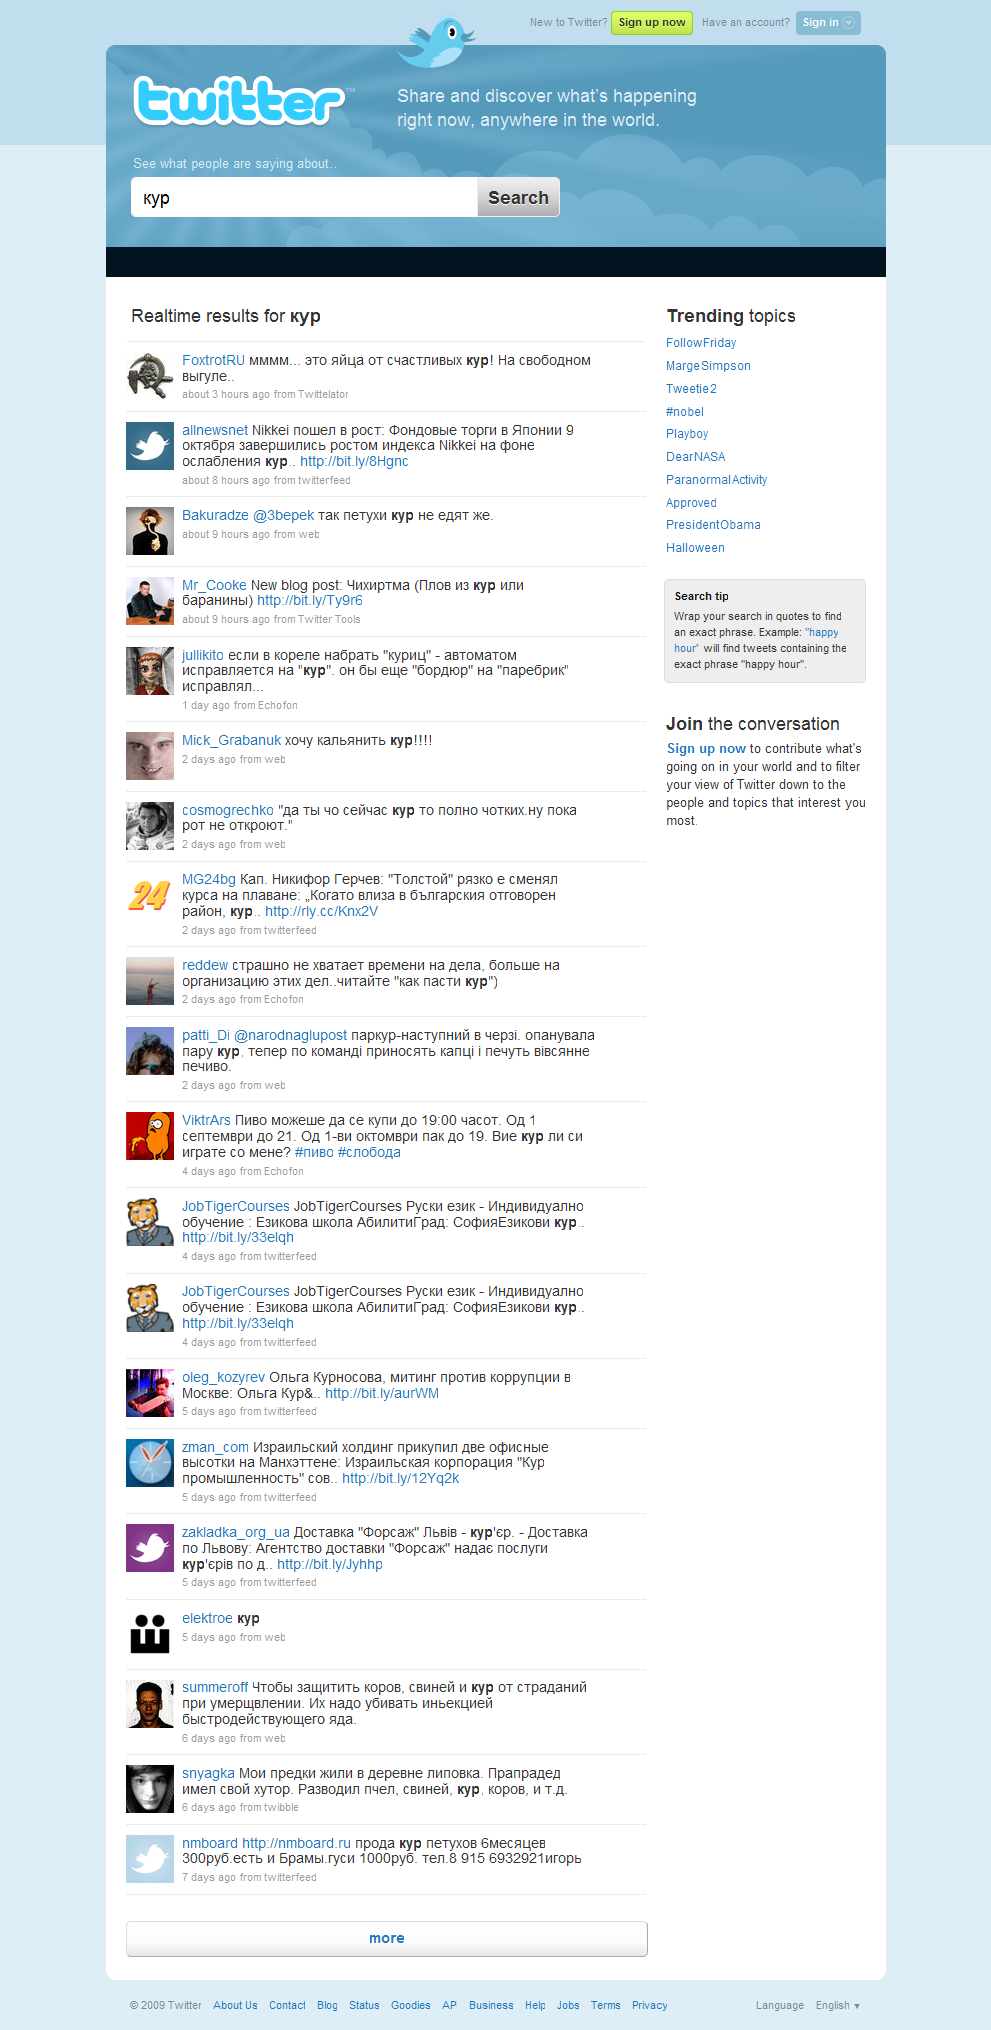 New to Twitter? Sign up now Have an account? Sign in
twitter™
Share and discover what's happening
right now, anywhere in the world.
See what people are saying about..
кур
Search
Realtime results for кур
FoxtrotRU мммм... это яйца от счастливых кур! На свободном
выгуле..
about 3 hours ago from Twittelator
allnewsnet Nikkei пошел в рост: Фондовые торги в Японии 9
октября завершились ростом индекса Nikkei на фоне
ослабления кур.. http://bit.ly/8Hgnc
about 8 hours ago from twitterfeed
Bakuradze @3bepek так петухи кур не едят же.
about 9 hours ago from web
Mr_Cooke New blog post: Чихиртма (Плов из кур или
баранины) http://bit.ly/Ty9r6
about 9 hours ago from Twitter Tools
jullikito если в кореле набрать "куриц" - автоматом
исправляется на "кур". он бы еще "бордюр" на "паребрик"
исправлял...
1 day ago from Echofon
Mick_Grabanuk хочу кальянить кур!!!!
2 days ago from web
cosmogrechko "да ты чо сейчас кур то полно чотких.ну пока
рот не откроют."
2 days ago from web
24
MG24bg Кап. Никифор Герчев: "Толстой" рязко е сменял
курса на плаване: „Когато влиза в българския отговорен
район, кур.. http://rly.cc/Knx2V
2 days ago from twitterfeed
reddew страшно не хватает времени на дела, больше на
организацию этих дел..читайте "как пасти кур")
2 days ago from Echofon
patti_Di @narodnaglupost паркур-наступний в черзі. опанувала
пару кур, тепер по команді приносять капці і печуть вівсянне
печиво.
2 days ago from web
ViktrArs Пиво можеше да се купи до 19:00 часот. Од 1
септември до 21. Од 1-ви октомври пак до 19. Вие кур ли си
играте со мене? #пиво #слобода
4 days ago from Echofon
JobTigerCourses JobTigerCourses Руски език - Индивидуално
обучение : Езикова школа АбилитиГрад: СофияЕзикови кур..
http://bit.ly/33elqh
4 days ago from twitterfeed
JobTigerCourses JobTigerCourses Руски език - Индивидуално
обучение : Езикова школа АбилитиГрад: СофияЕзикови кур..
http://bit.ly/33elqh
4 days ago from twitterfeed
oleg_kozyrev Ольга Курносова, митинг против коррупции в
Москве: Ольга Кур&.. http://bit.ly/aurWM
5 days ago from twitterfeed
zman_com Израильский холдинг прикупил две офисные
высотки на Манхэттене: Израильская корпорация "Кур
промышленность" сов.. http://bit.ly/12Yq2k
5 days ago from twitterfeed
zakladka_org_ua Доставка "Форсаж" Львів - кур'єр. - Доставка
по Львову: Агентство доставки "Форсаж" надає послуги
кур'єрів по д.. http://bit.ly/Jyhhp
5 days ago from twitterfeed
elektroe кур
5 days ago from web
summeroff Чтобы защитить коров, свиней и кур от страданий
при умерщвлении. Их надо убивать иньекцией
быстродействующего яда.
6 days ago from web
snyagka Мои предки жили в деревне липовка. Прапрадед
имел свой хутор. Разводил пчел, свиней, кур, коров, и т.д.
6 days ago from twibble
nmboard http://nmboard.ru прода кур петухов 6месяцев
300руб.есть и Брамы.гуси 1000руб. тел.8 915 6932921игорь
7 days ago from twitterfeed
more
Trending topics
FollowFriday
MargeSimpson
Tweetie2
#nobel
Playboy
DearNASA
ParanormalActivity
Approved
PresidentObama
Halloween
Search tip
Wrap your search in quotes to find
an exact phrase. Example: "happy
hour" will find tweets containing the
exact phrase "happy hour".
Join the conversation
Sign up now to contribute what's
going on in your world and to filter
your view of Twitter down to the
people and topics that interest you
most.
© 2009 Twitter About Us Contact Blog Status Goodies API Business Help Jobs Terms Privacy
Language English ▼